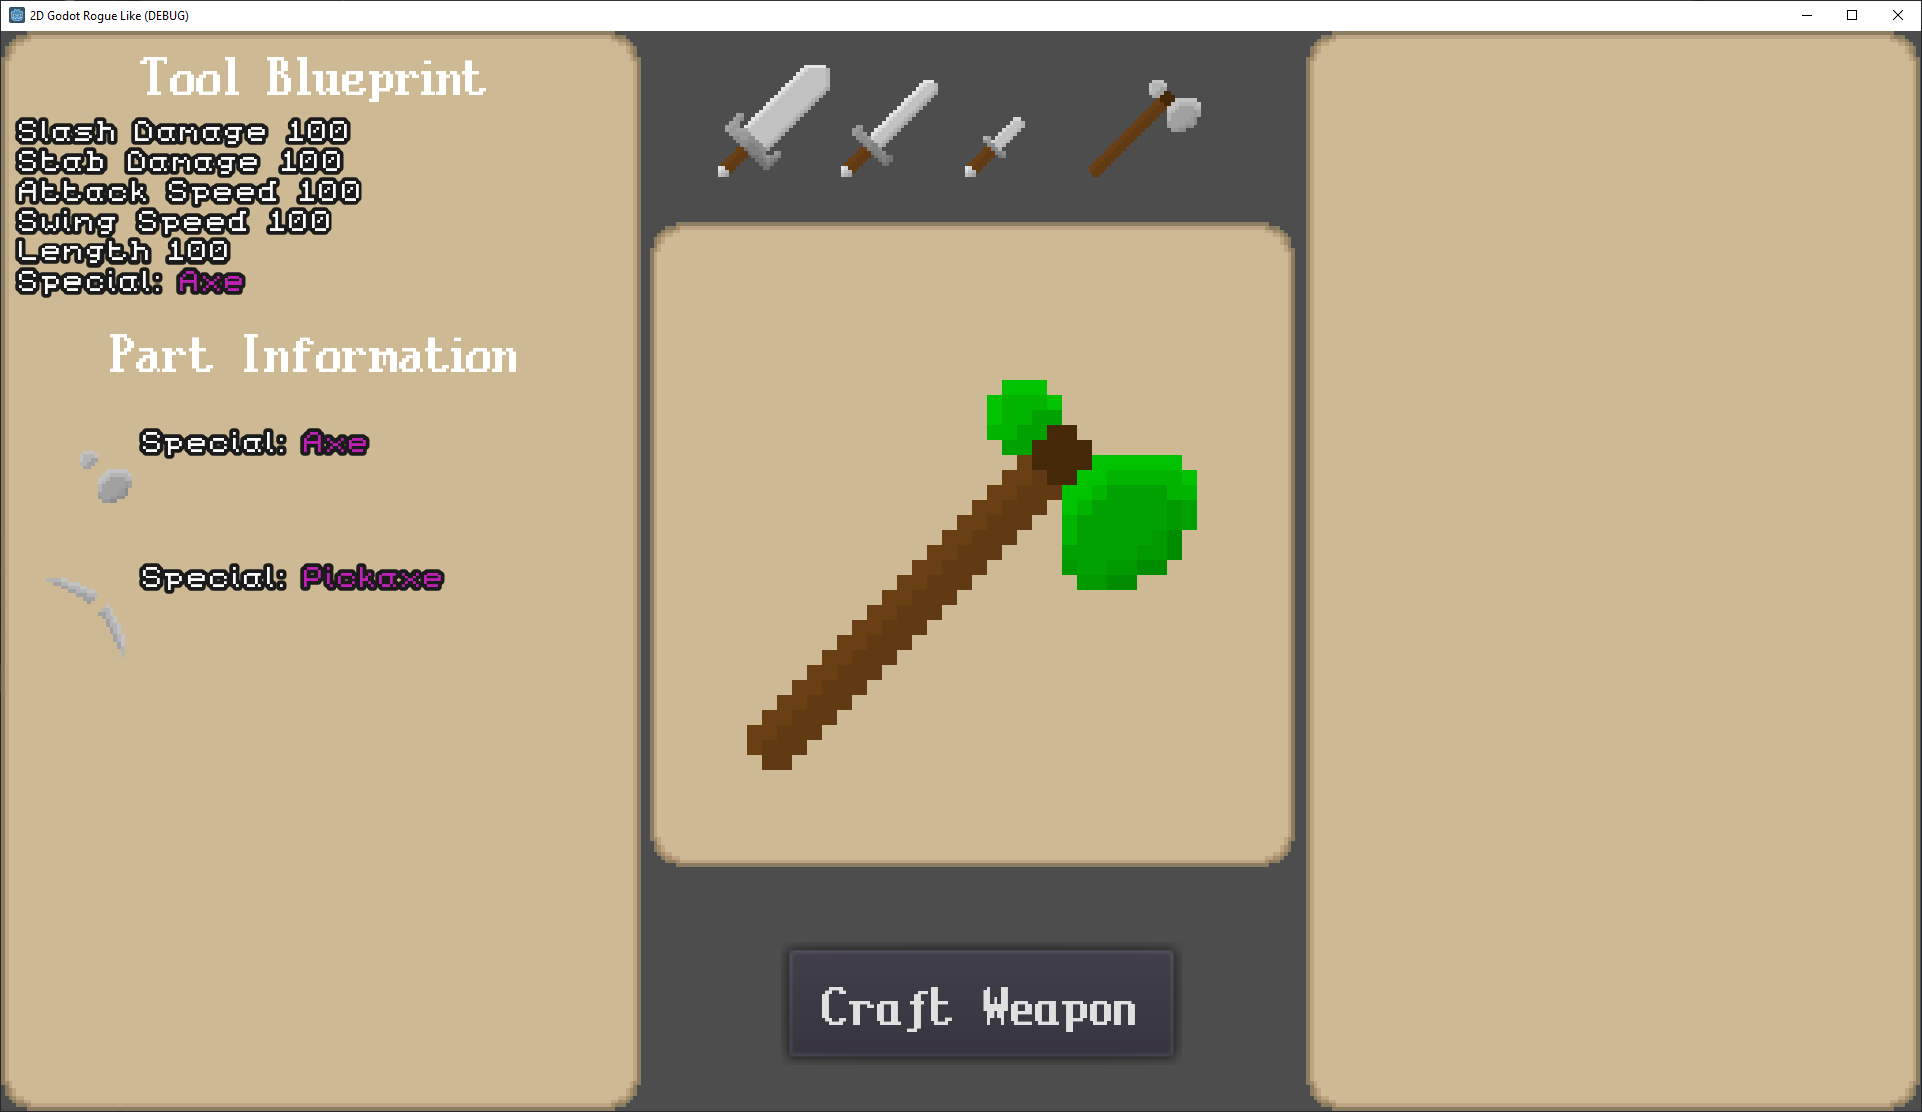 2D Godot Rogue Like (DEBUG)
Tool Blueprint
Slash Damage 100
Stab Damage 100
Attack Speed 100
Swing Speed 100
Length 100
Special: Axe
Part Information
Special: Axe
Special: Pickaxe
Craft Weapon